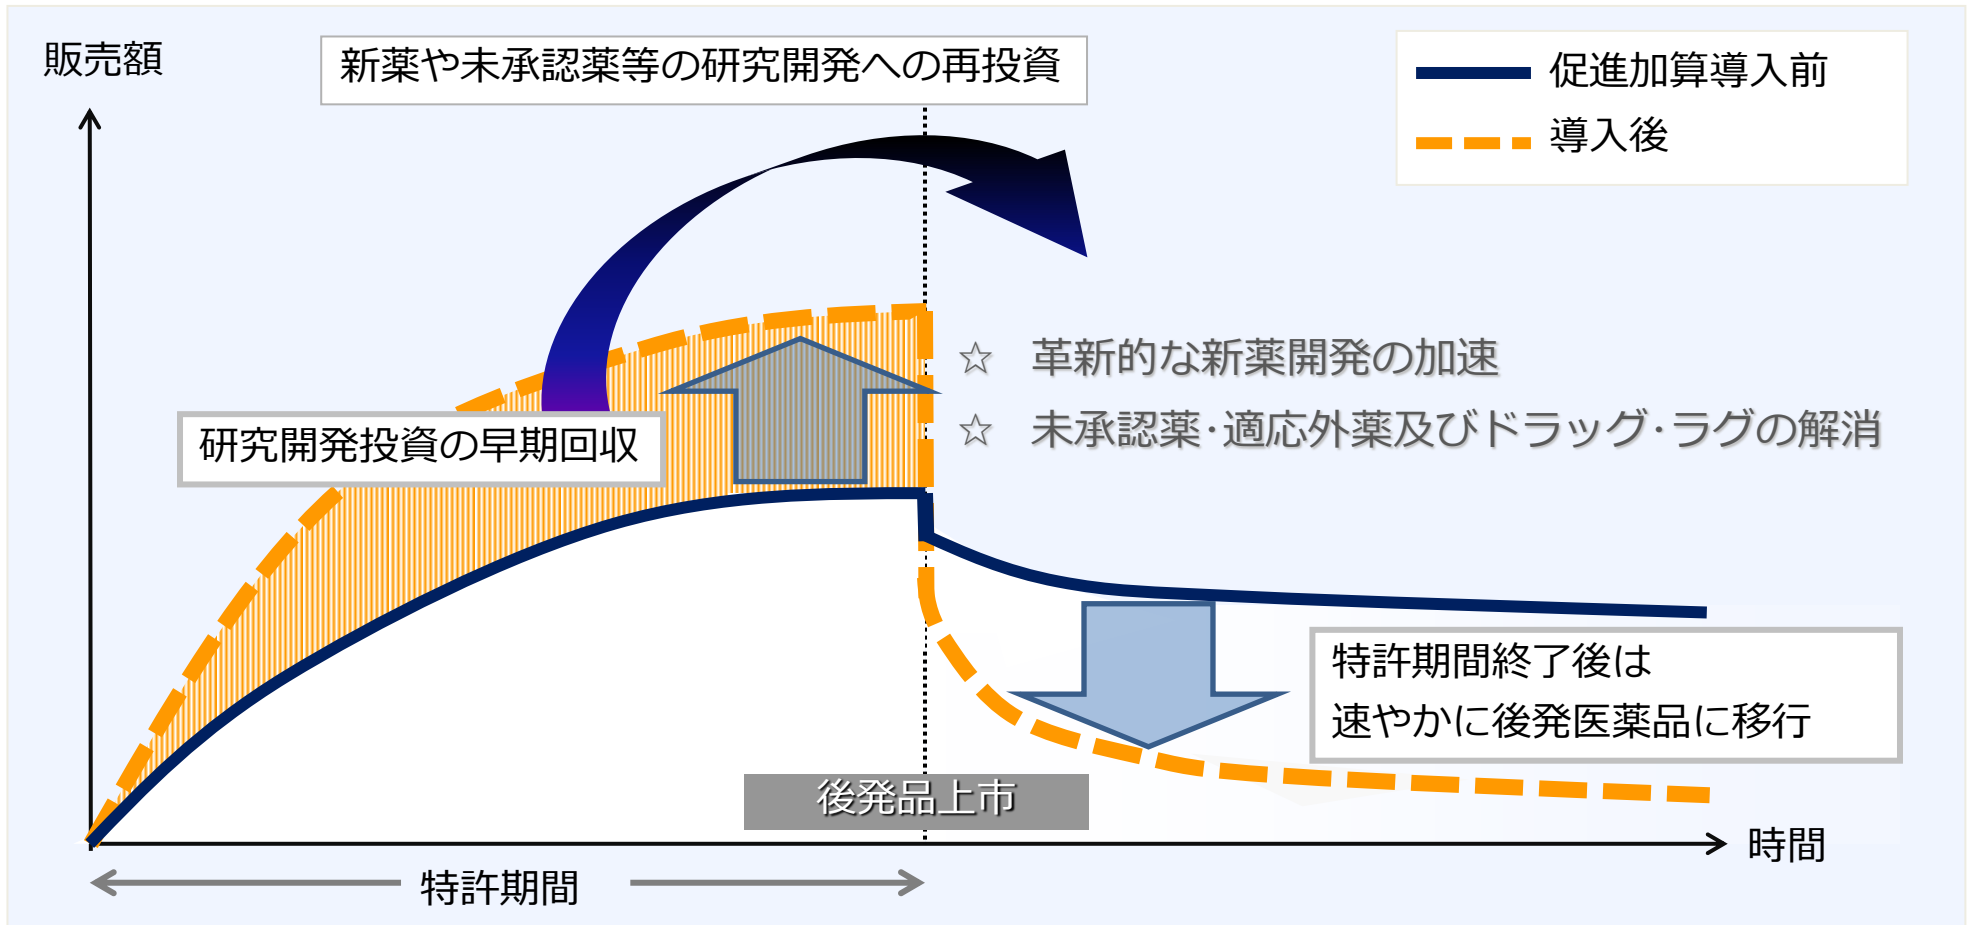 販売額
新薬や未承認薬等の研究開発への再投資
促進加算導入前
導入後
☆ 革新的な新薬開発の加速
☆ 未承認薬・適応外薬及びドラッグ・ラグの解消
研究開発投資の早期回収
特許期間終了後は
速やかに後発医薬品に移行
後発品上市
時間
特許期間